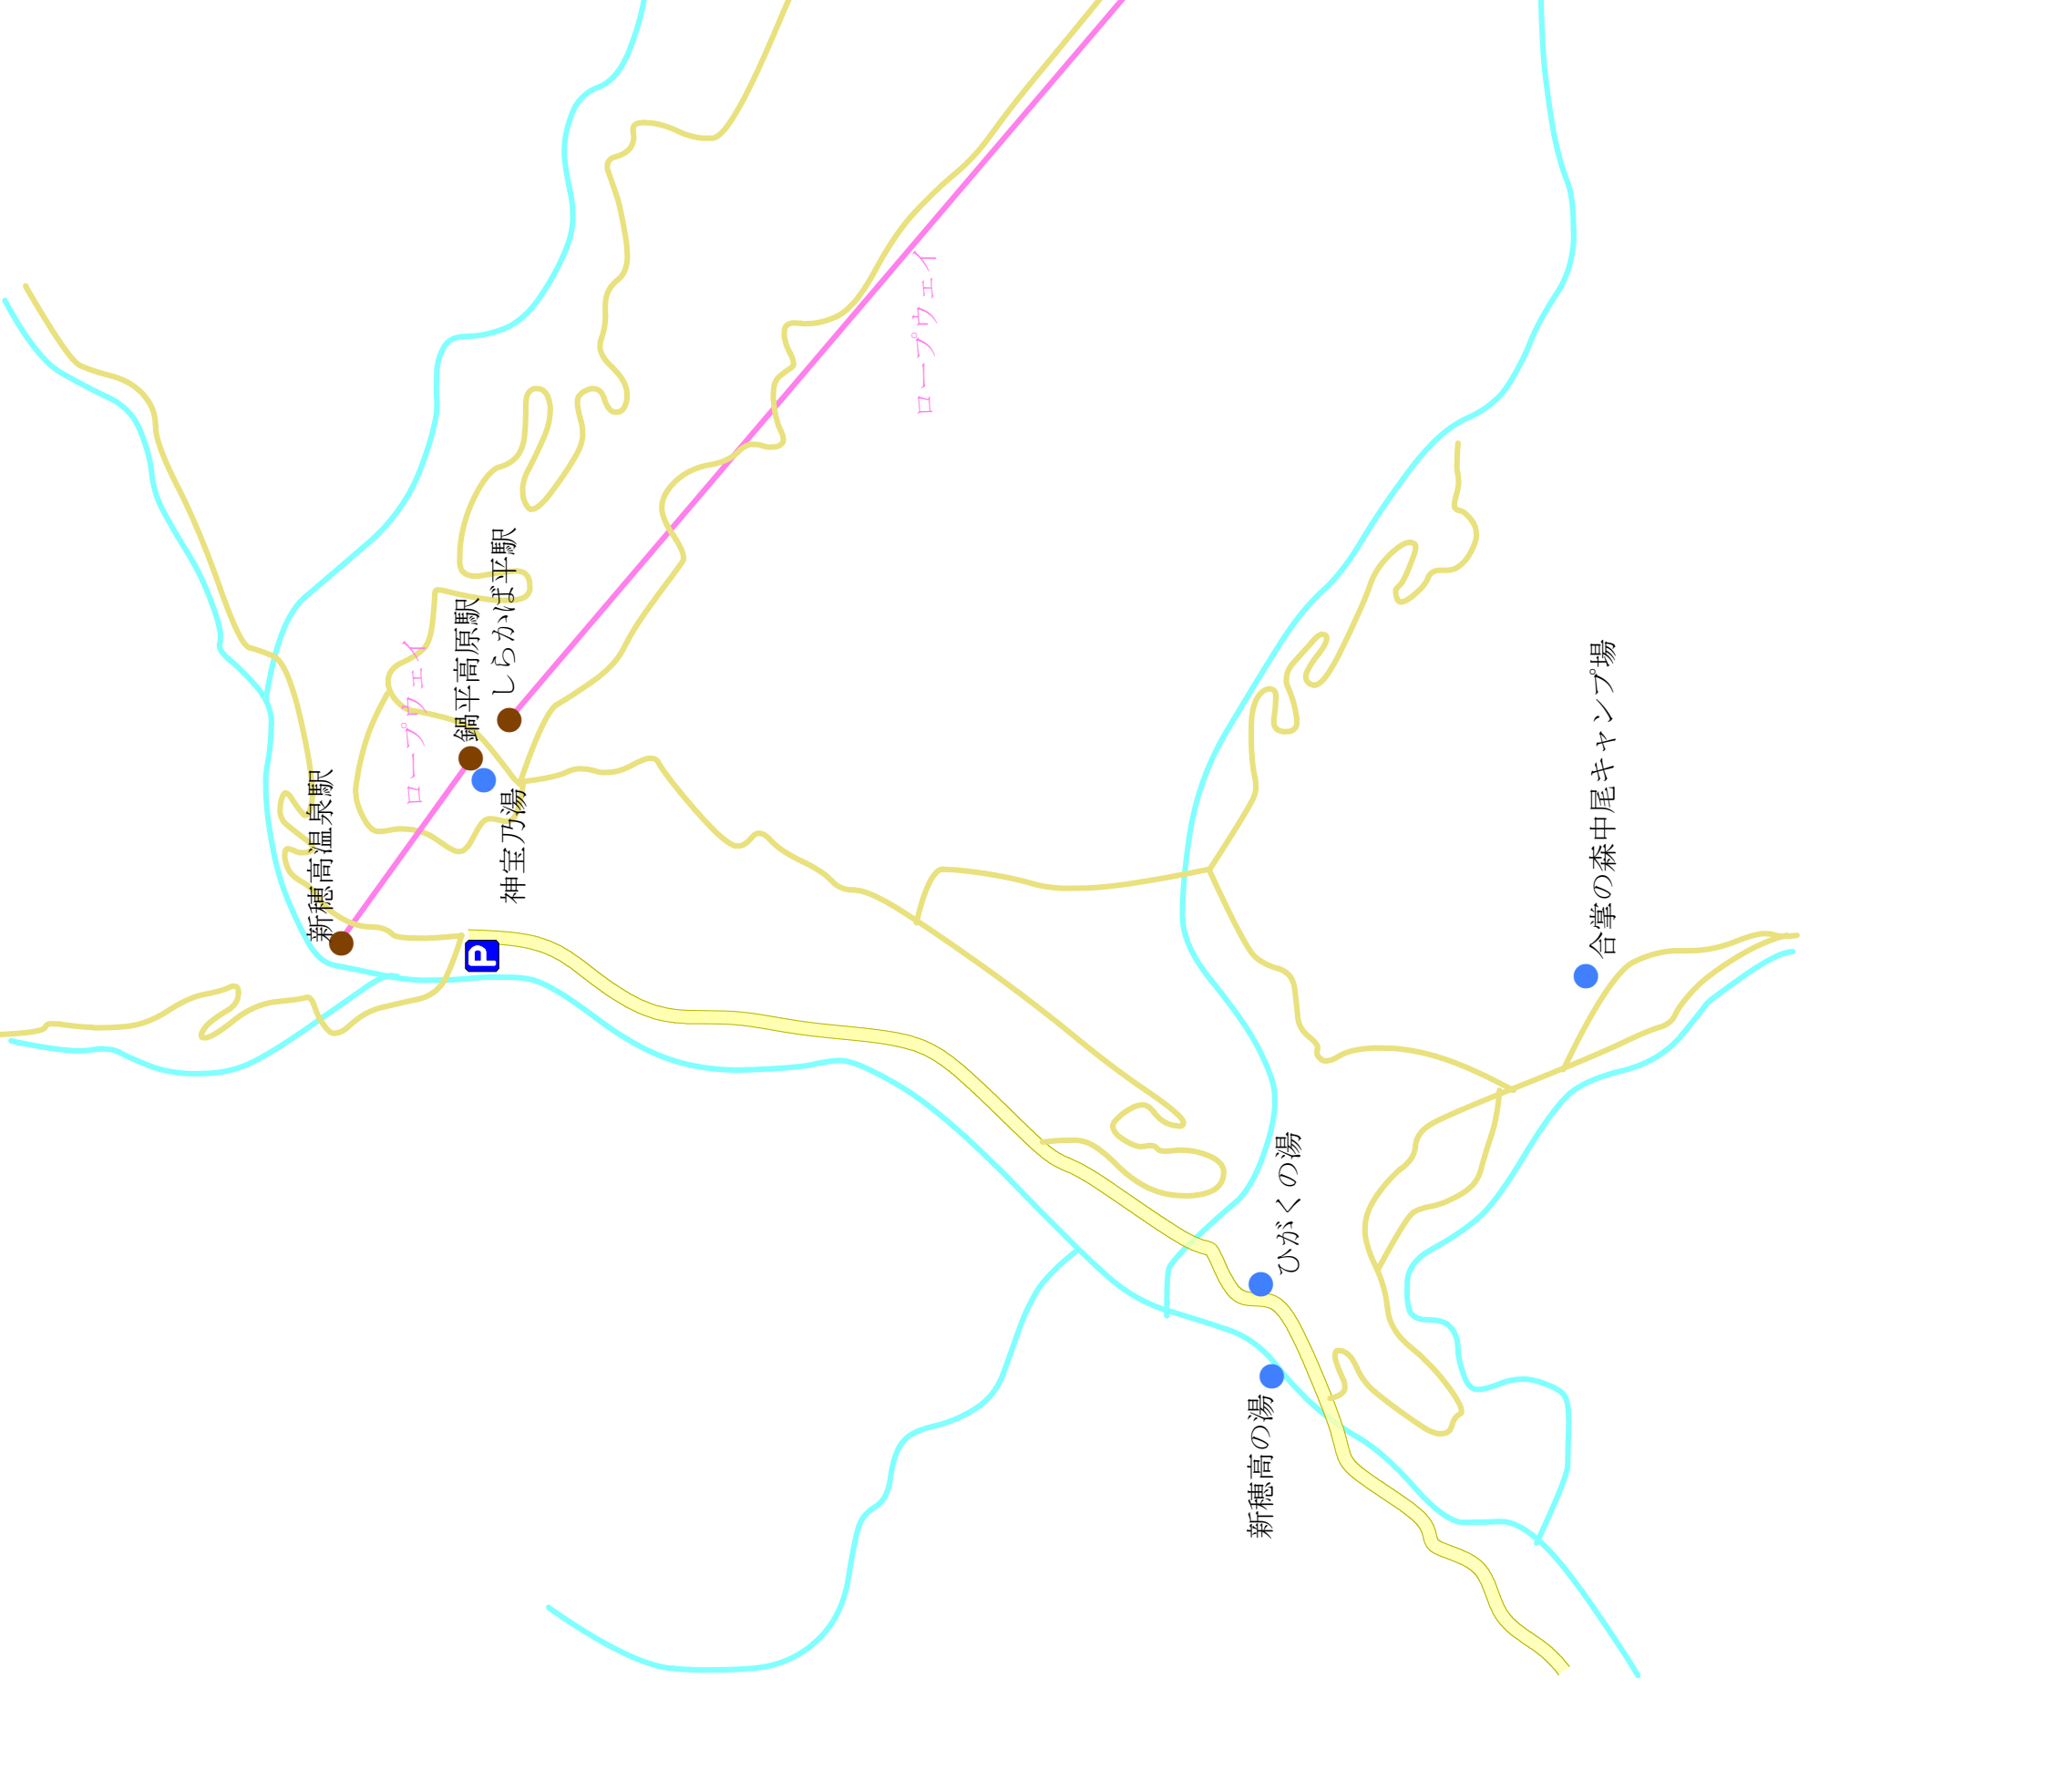 新穂高温泉駅
ロープウェイ
鍋平高原駅
しらかば平駅
神宝乃湯
P
ロープウェイ
新穂高の湯
ひがくの湯
合掌の森中尾キャンプ場